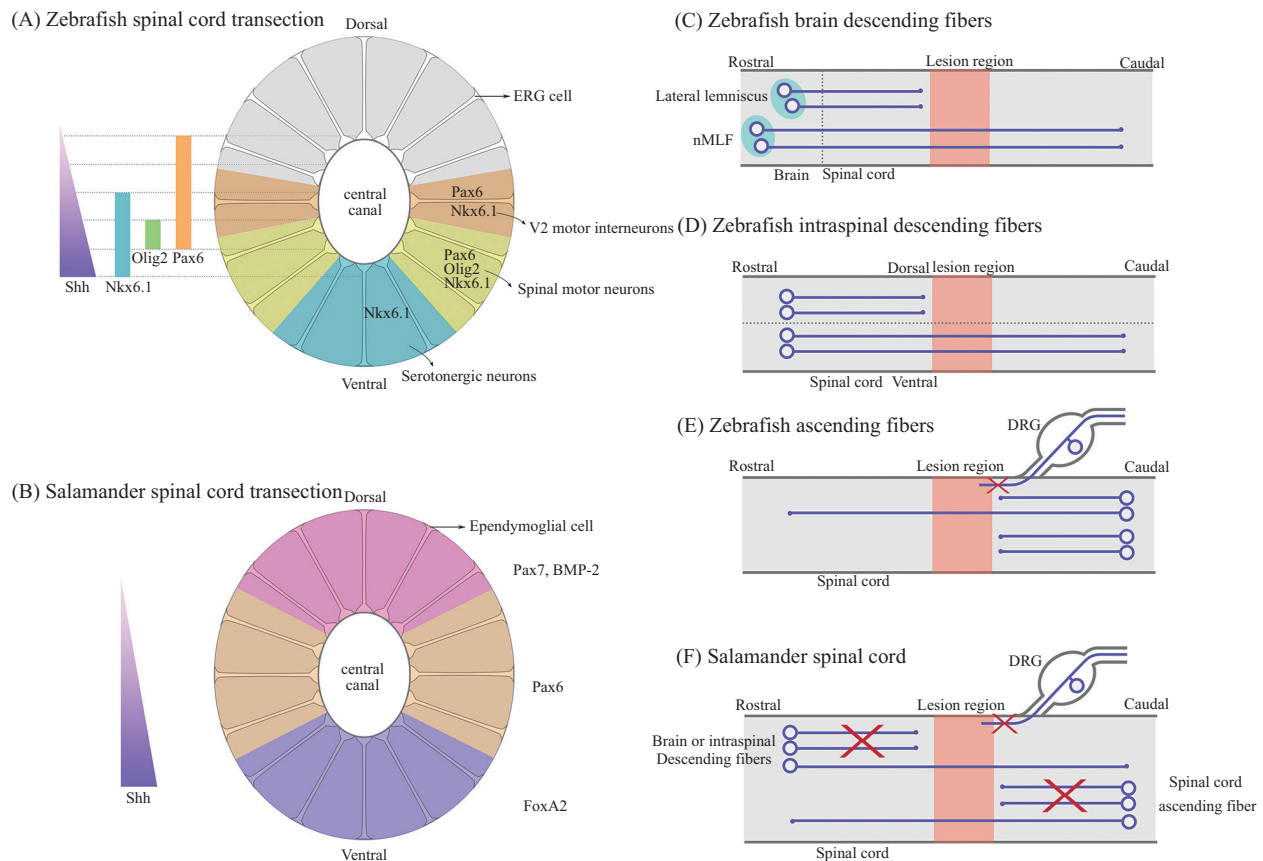 (A) Zebrafish spinal cord transection
Dorsal
ERG cell
central
canal
Pax6
Nkx6.1
V2 motor interneurons
Pax6
Olig2
Nkx6.1
Spinal motor neurons
Nkx6.1
Serotonergic neurons
Ventral
Shh
Nkx6.1
Olig2
Pax6
(B) Salamander spinal cord transection
Dorsal
Ependymoglial cell
Pax7, BMP-2
central
canal
Pax6
FoxA2
Shh
Ventral
(C) Zebrafish brain descending fibers
Rostral
Lesion region
Caudal
Lateral lemniscus
nMLF
Brain
Spinal cord
(D) Zebrafish intraspinal descending fibers
Rostral
Dorsal
lesion region
Caudal
Spinal cord
Ventral
(E) Zebrafish ascending fibers
DRG
Rostral
Lesion region
Caudal
Spinal cord
(F) Salamander spinal cord
DRG
Rostral
Lesion region
Caudal
Brain or intraspinal
Descending fibers
Spinal cord
ascending fiber
Spinal cord